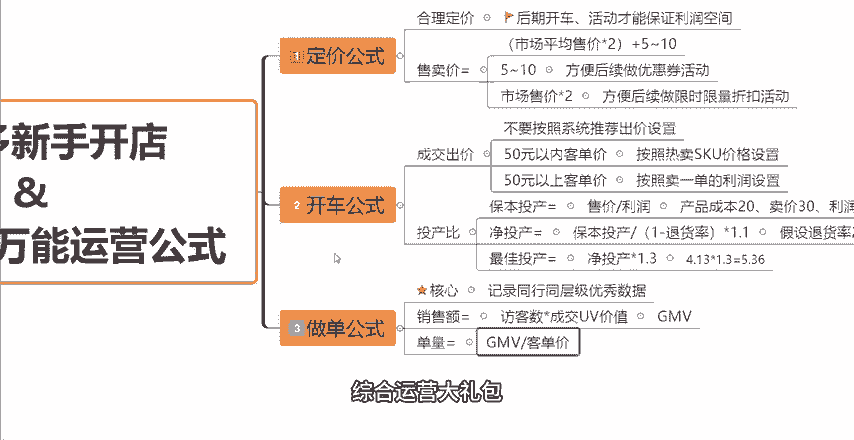 新手开店
&
万能运营公式
1 定价公式
合理定价 后期开车、活动才能保证利润空间
售卖价=
（市场平均售价*2）+5~10
5~10 方便后续做优惠券活动
市场售价*2 方便后续做限时限量折扣活动
2 开车公式
成交出价
不要按照系统推荐出价设置
50元以内客单价 按照热卖SKU价格设置
50元以上客单价 按照卖一单的利润设置
投产比
保本投产= 售价/利润 产品成本20、卖价30、利润
净投产= 保本投产/（1-退货率）*1.1 假设退货率
最佳投产= 净投产*1.3 4.13*1.3=5.36
3 做单公式
核心 记录同行同层级优秀数据
销售额= 访客数*成交UV价值 GMV
单量= GMV/客单价
综合运营大礼包